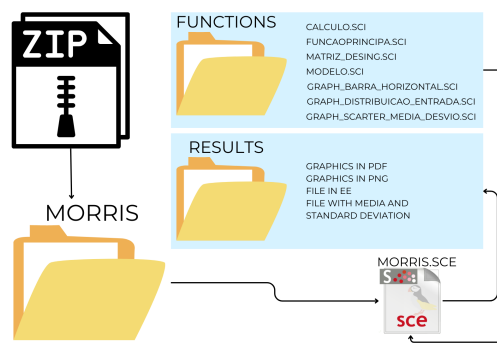 ZIP
FUNCTIONS
CALCULO.SCI
FUNCAOPRINCIPA.SCI
MATRIZ_DESING.SCI
MODELO.SCI
GRAPH_BARRA_HORIZONTAL.SCI
GRAPH_DISTRIBUICAO_ENTRADA.SCI
GRAPH_SCARTER_MEDIA_DESVIO.SCI
RESULTS
GRAPHICS IN PDF
GRAPHICS IN PNG
FILE IN EE
FILE WITH MEDIA AND
STANDARD DEVIATION
MORRIS
MORRIS.SCE
S
sce